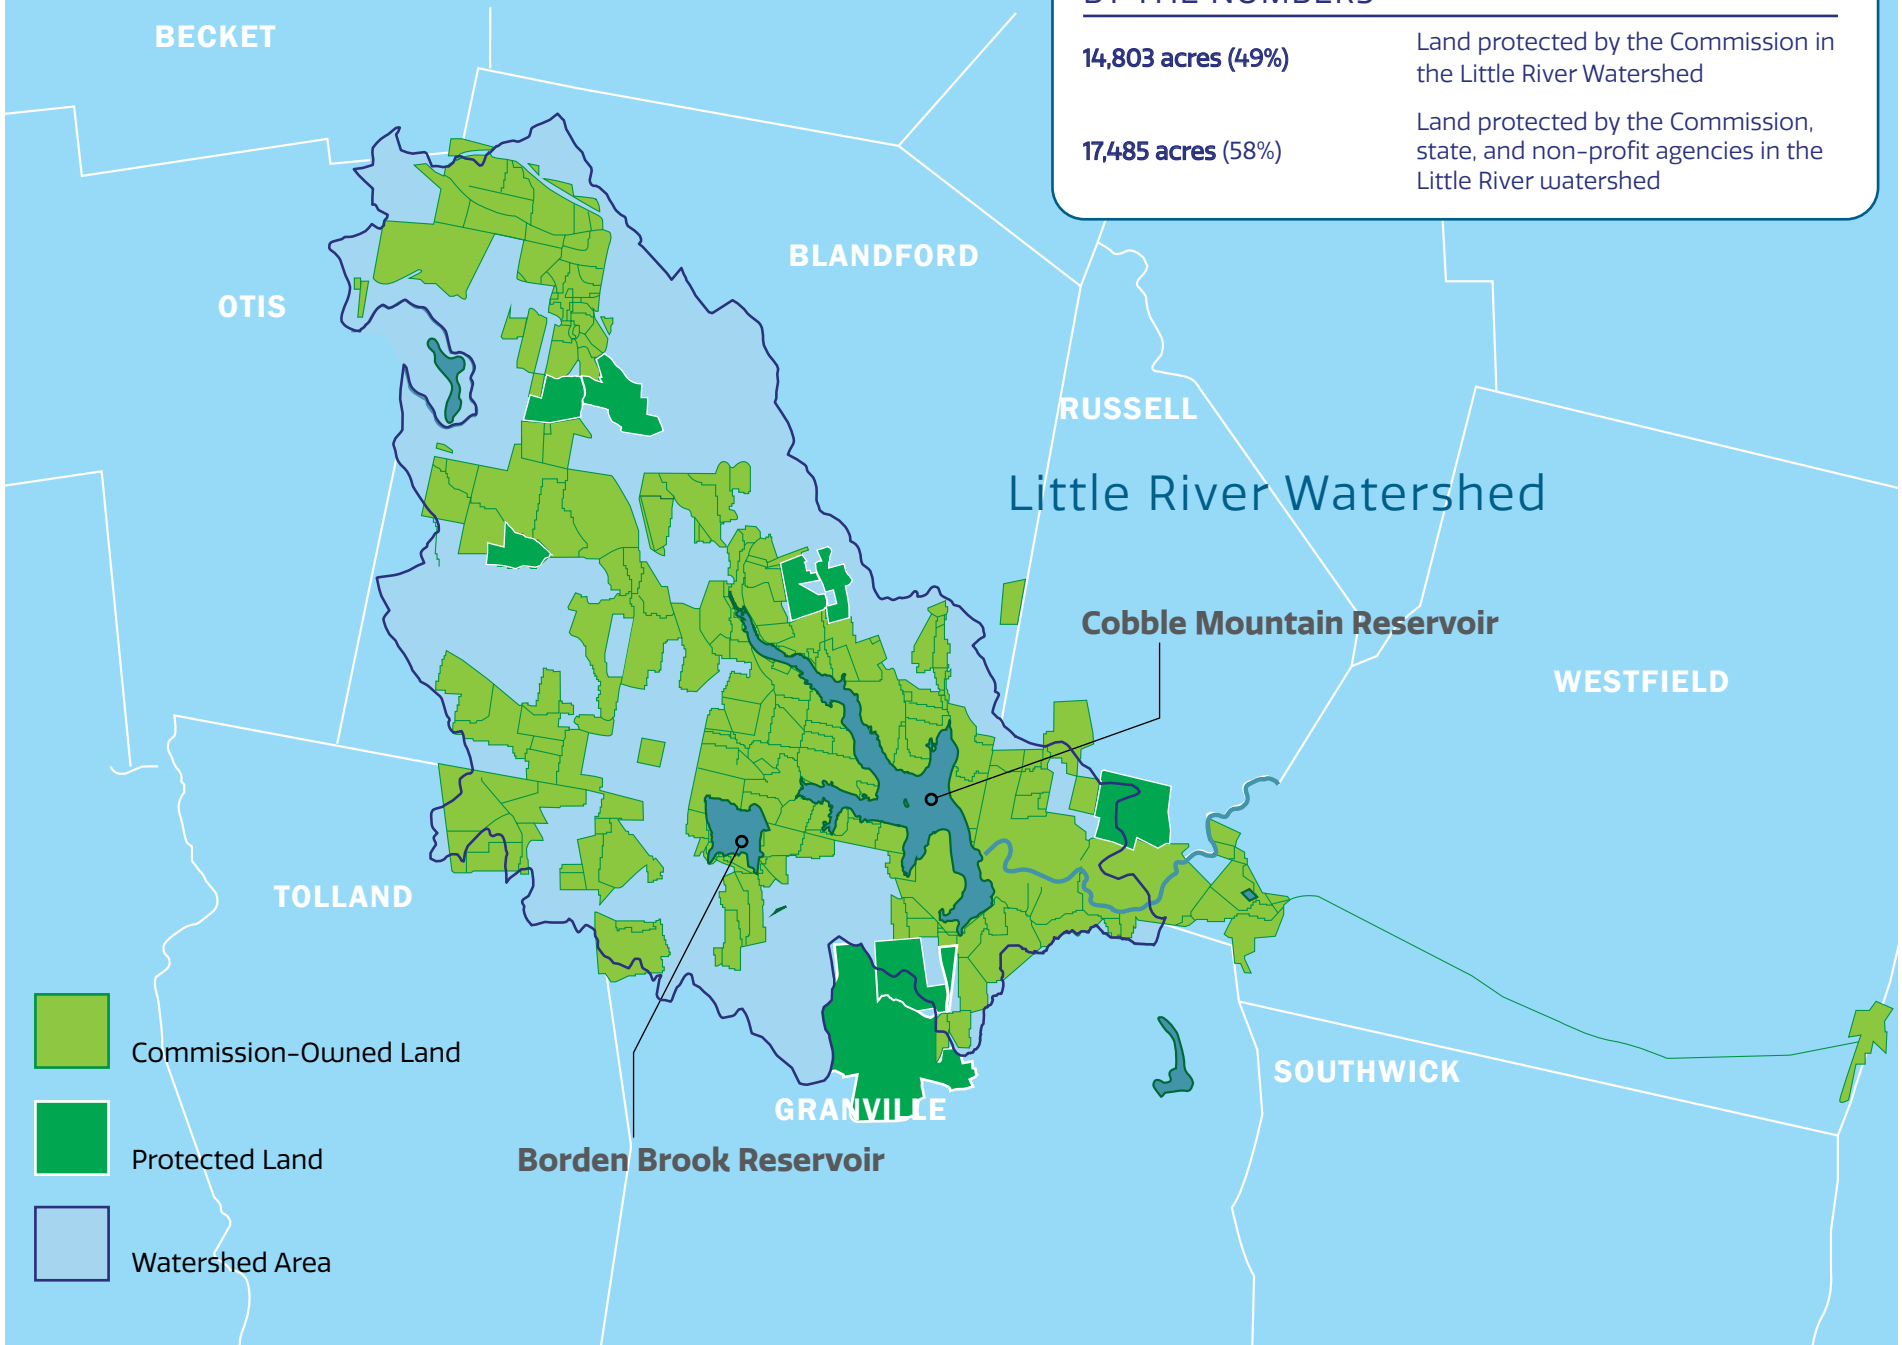 BY THE NUMBERS
BECKET
14,803 acres (49%)
Land protected by the Commission in
the Little River Watershed
17,485 acres (58%)
Land protected by the Commission,
state, and non-profit agencies in the
Little River watershed
BLANDFORD
OTIS
RUSSELL
Little River Watershed
Cobble Mountain Reservoir
WESTFIELD
TOLLAND
SOUTHWICK
GRANVILLE
Borden Brook Reservoir
Commission-Owned Land
Protected Land
Watershed Area